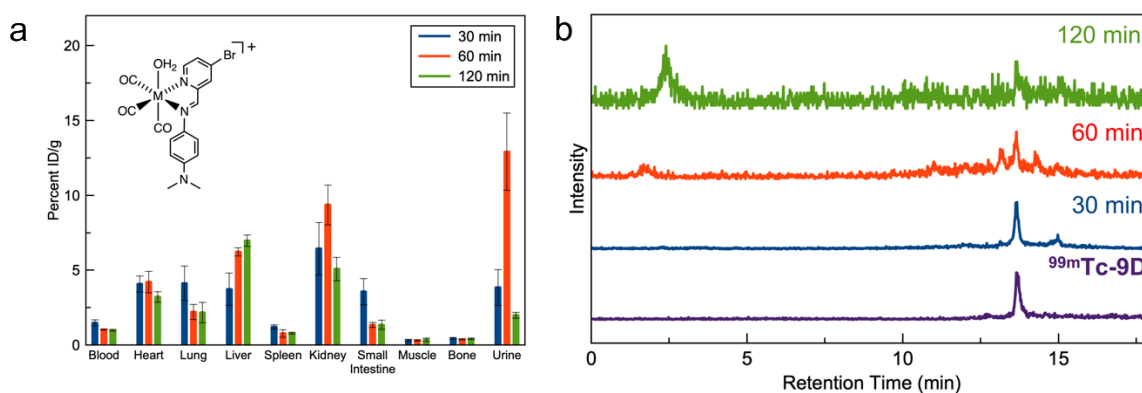 a
20
15
10
5
0
Percent ID/g
30 min
60 min
120 min
OH2
OC
OC
CO
M
N
N
Br
]+
N
Blood Heart Lung Liver Spleen Kidney Small Intestine Muscle Bone Urine
b
120 min
60 min
30 min
99mTc-9D
Intensity
0 5 10 15
Retention Time (min)